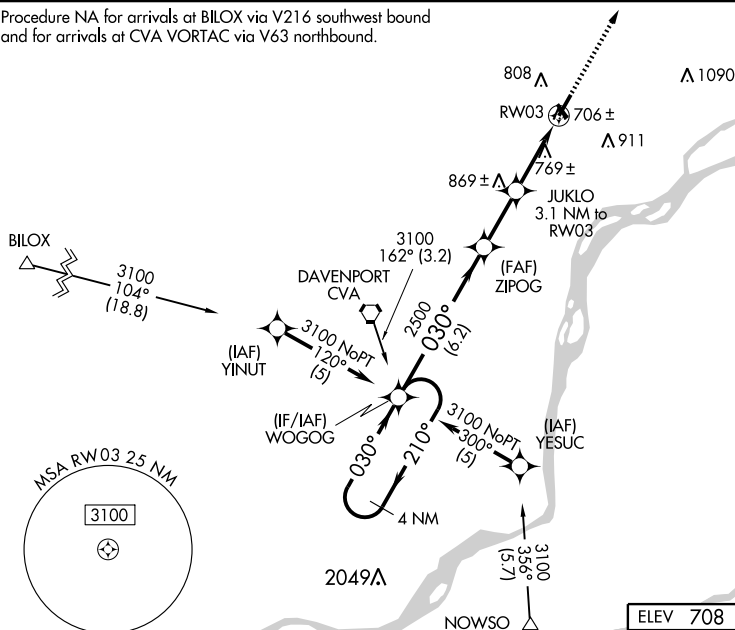 Procedure NA for arrivals at BILOX via V216 southwest bound
and for arrivals at CVA VORTAC via V63 northbound.
808
1090
RW03
706±
911
769±
869±
JUKLO
3.1 NM to
RW03
BILOX
3100
104°
(18.8)
3100
162° (3.2)
DAVENPORT
CVA
(FAF)
ZIPOG
2500
030°
(6.2)
(IAF)
YINUT
3100 NoPT
120°
(5)
(IF/IAF)
WOGOG
3100 NoPT
300°
(5)
(IAF)
YESUC
030°
210°
4 NM
MSA RW03 25 NM
3100
2049
3100
356°
(5.7)
NOWSO
ELEV 708